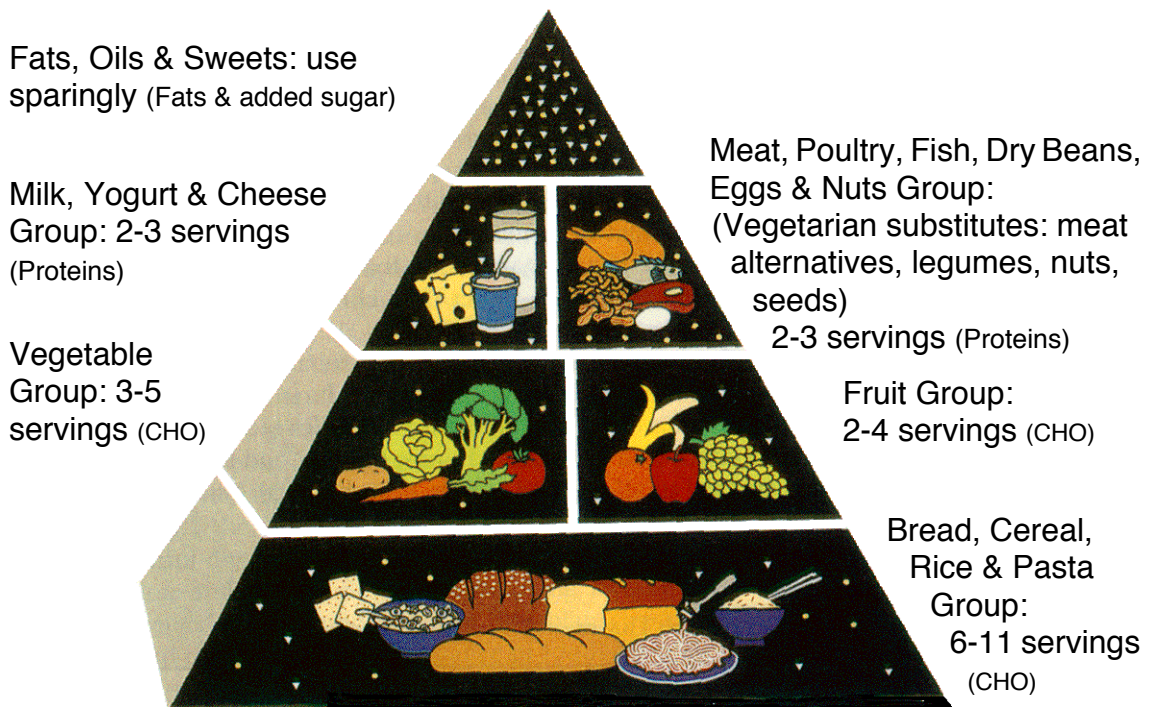 Fats, Oils & Sweets: use
sparingly (Fats & added sugar)
Milk, Yogurt & Cheese
Group: 2-3 servings
(Proteins)
Meat, Poultry, Fish, Dry Beans,
Eggs & Nuts Group:
(Vegetarian substitutes: meat
alternatives, legumes, nuts,
seeds)
2-3 servings (Proteins)
Vegetable
Group: 3-5
servings (CHO)
Fruit Group:
2-4 servings (CHO)
Bread, Cereal,
Rice & Pasta
Group:
6-11 servings
(CHO)